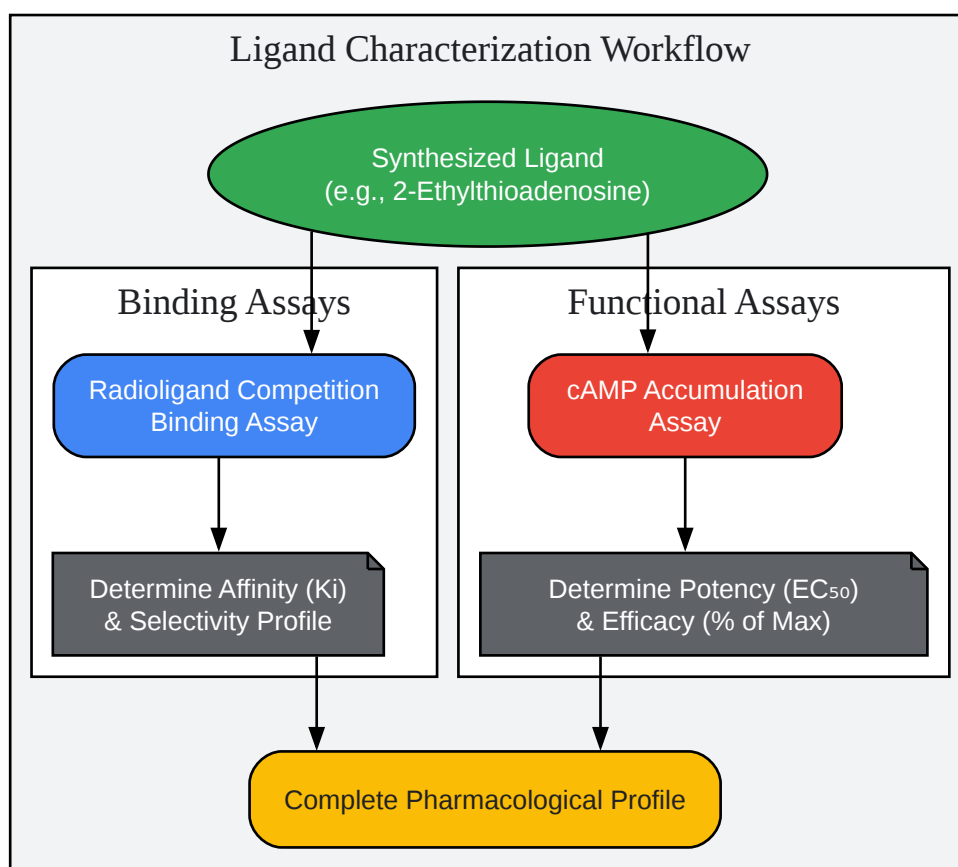 Ligand Characterization Workflow
Synthesized Ligand
(e.g., 2-Ethylthioadenosine)
Binding Assays
Radioligand Competition
Binding Assay
Determine Affinity (Ki)
& Selectivity Profile
Functional Assays
cAMP Accumulation
Assay
Determine Potency (EC₅₀)
& Efficacy (% of Max)
Complete Pharmacological Profile